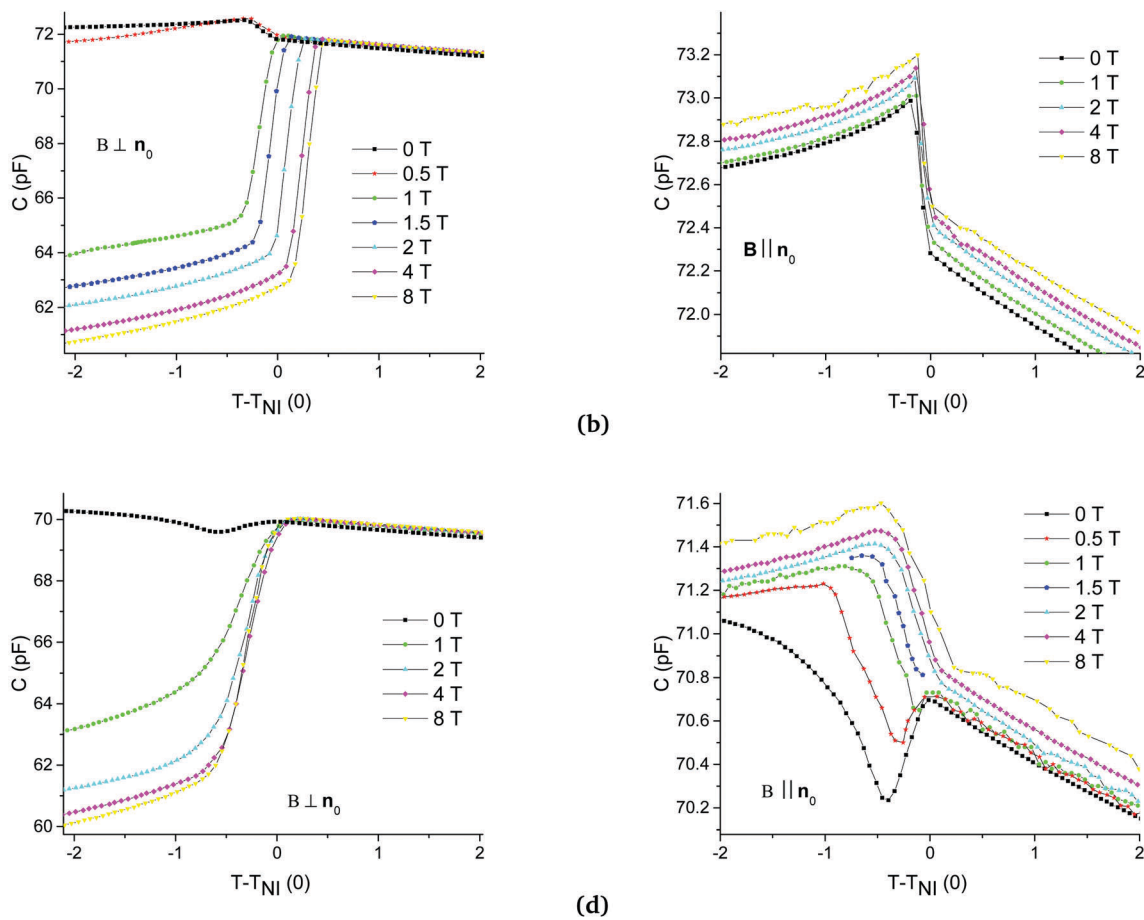 72
70
68
66
64
62
C (pF)
B ⊥ n0
0 T
0.5 T
1 T
1.5 T
2 T
4 T
8 T
-2
-1
0
1
2
T-TNI (0)
73.2
73.0
72.8
72.6
72.4
72.2
72.0
C (pF)
B || n0
0 T
1 T
2 T
4 T
8 T
-2
-1
0
1
2
T-TNI (0)
(b)
70
68
66
64
62
60
C (pF)
B ⊥ n0
0 T
1 T
2 T
4 T
8 T
-2
-1
0
1
2
T-TNI (0)
71.6
71.4
71.2
71.0
70.8
70.6
70.4
70.2
C (pF)
B || n0
0 T
0.5 T
1 T
1.5 T
2 T
4 T
8 T
-2
-1
0
1
2
T-TNI (0)
(d)